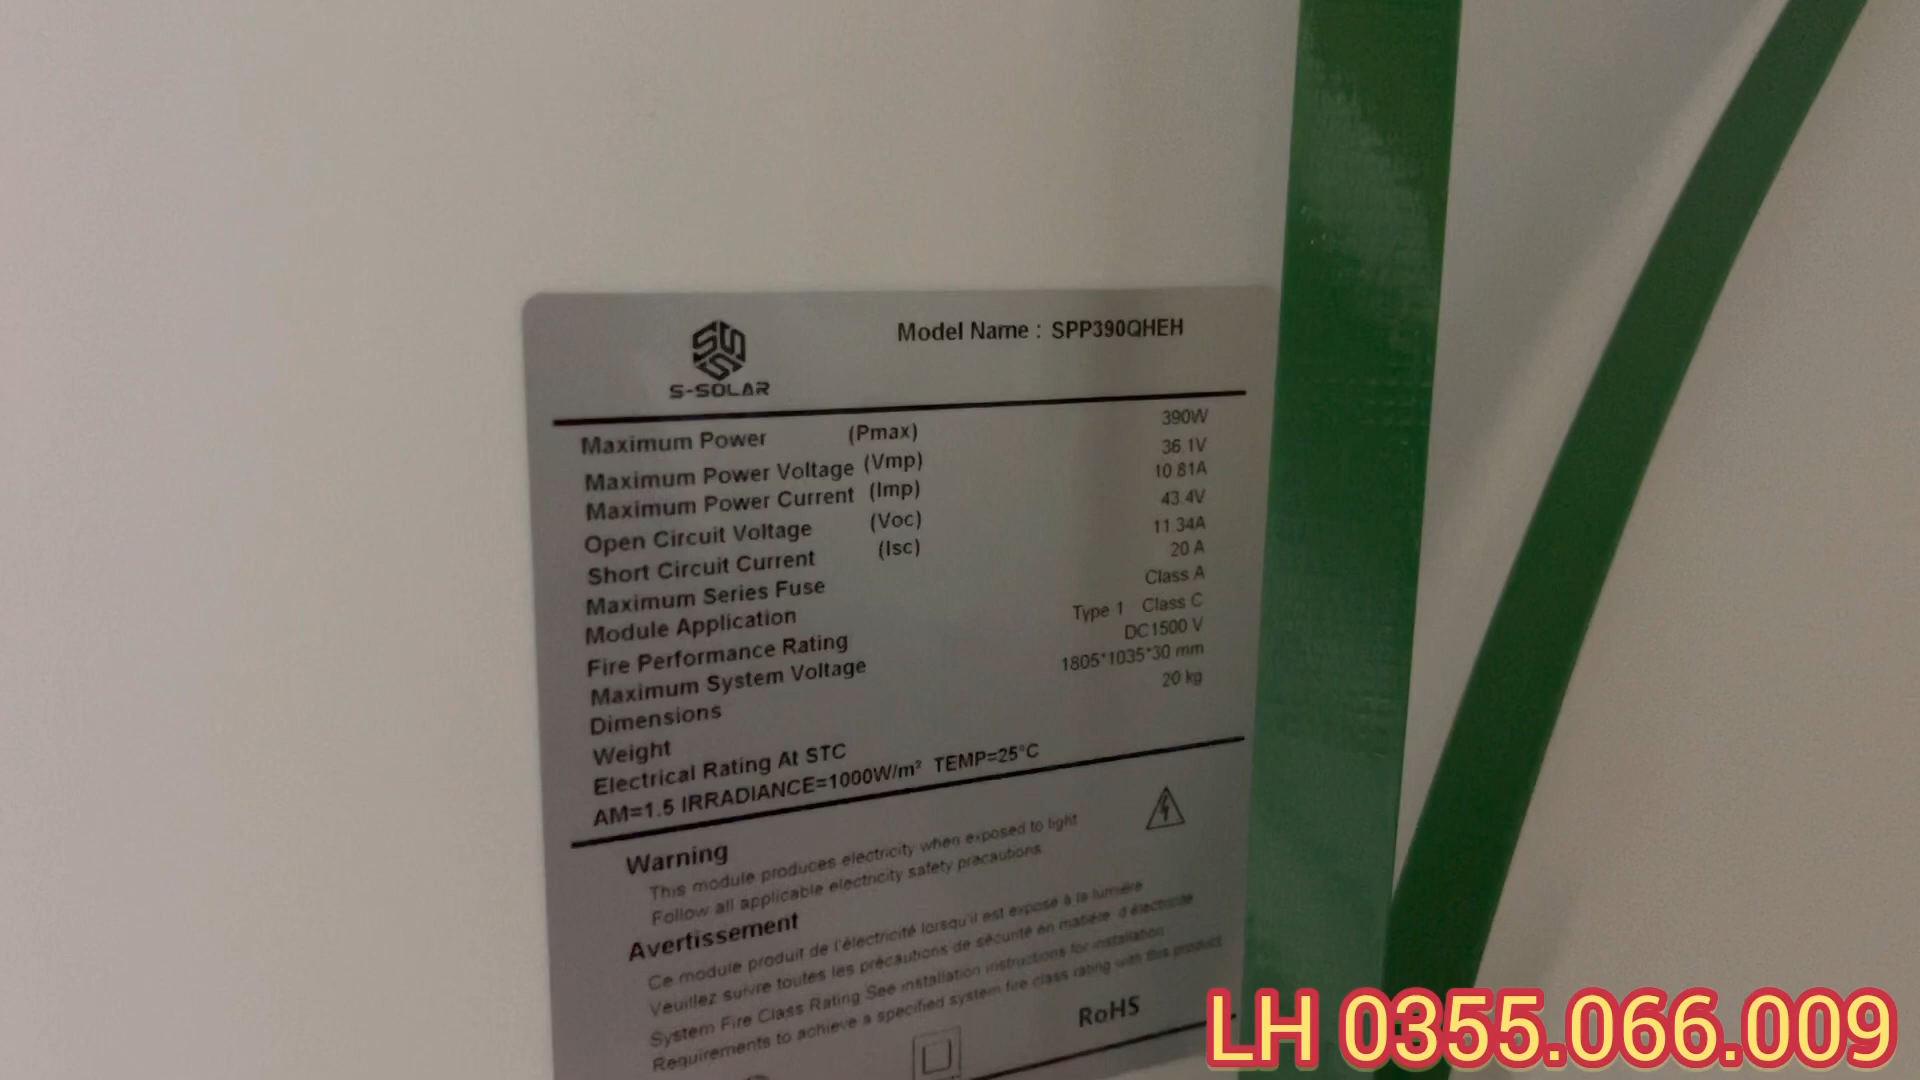 S-SOLAR
Model Name : SPP390QHEH
Maximum Power (Pmax) 390W
Maximum Power Voltage (Vmp) 36.1V
Maximum Power Current (Imp) 10.81A
Open Circuit Voltage (Voc) 43.4V
Short Circuit Current (Isc) 11.34A
Maximum Series Fuse 20 A
Module Application Class A
Fire Performance Rating Type 1 Class C
Maximum System Voltage DC1500 V
Dimensions 1805*1035*30 mm
Weight 20 kg
Electrical Rating At STC
AM=1.5 IRRADIANCE=1000W/m² TEMP=25°C
Warning
This module produces electricity when exposed to light
Follow all applicable electricity safety precautions
Avertissement
Ce module produit de l'électricité lorsqu'il est exposé à la lumière
Veuillez suivre toutes les précautions de sécurité en matière d'électricité
System Fire Class Rating See installation instructions for installation
Requirements to achieve a specified system fire class rating with this product
RoHS
LH 0355.066.009